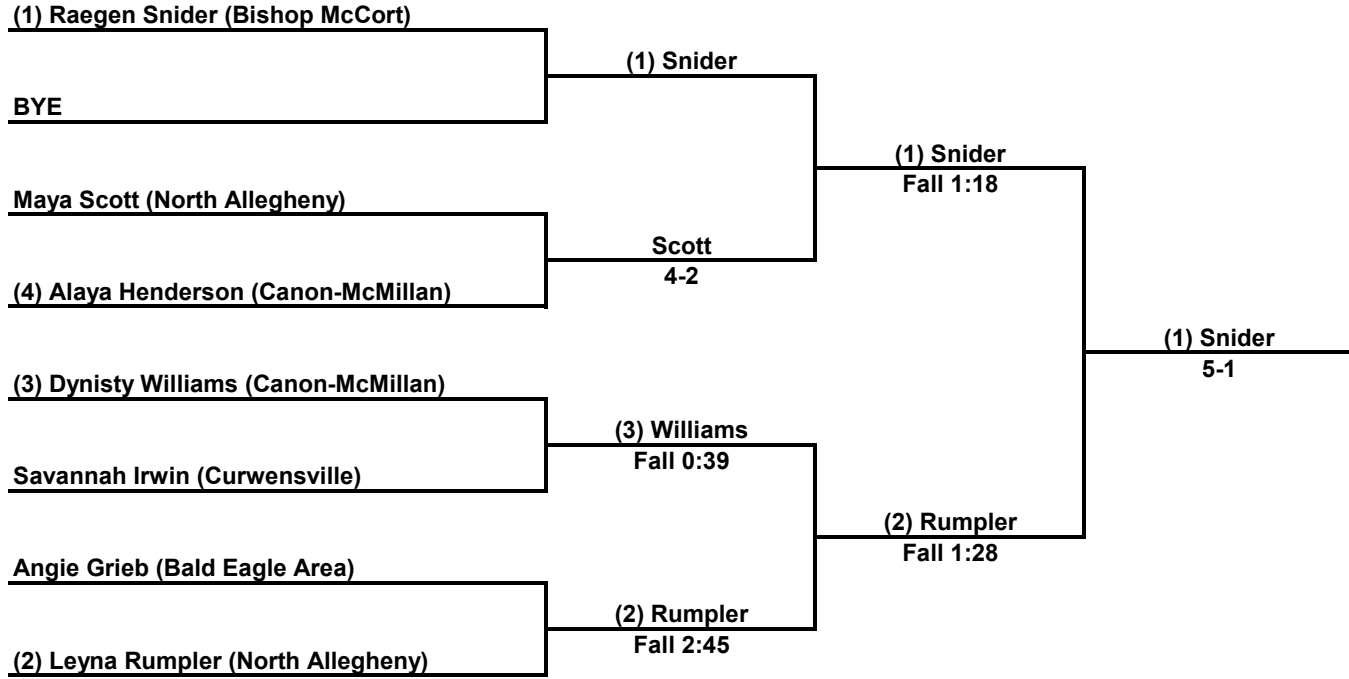 (1) Raegen Snider (Bishop McCort)
(1) Snider
BYE
(1) Snider
Fall 1:18
Maya Scott (North Allegheny)
Scott
4-2
(4) Alaya Henderson (Canon-McMillan)
(1) Snider
5-1
(3) Dynisty Williams (Canon-McMillan)
(3) Williams
Fall 0:39
Savannah Irwin (Curwensville)
(2) Rumpler
Fall 1:28
Angie Grieb (Bald Eagle Area)
(2) Rumpler
Fall 2:45
(2) Leyna Rumpler (North Allegheny)